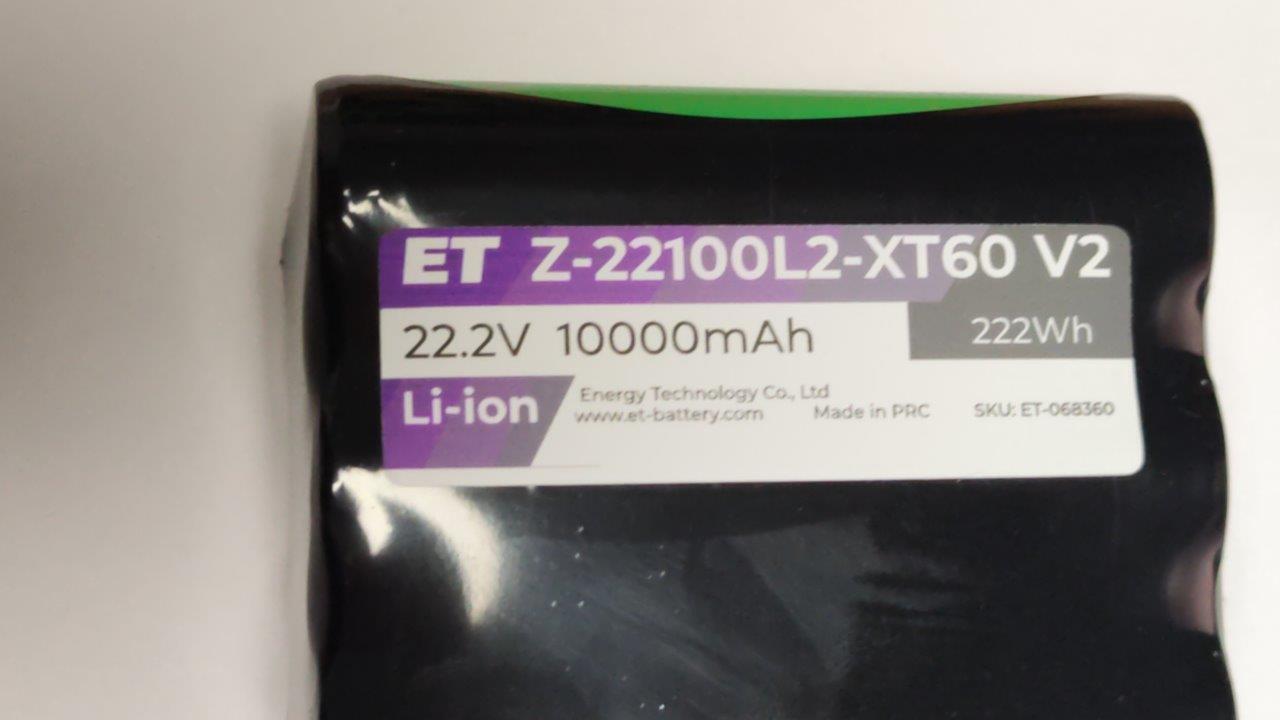 ET Z-22100L2-XT60 V2
22.2V 10000mAh 222Wh
Li-ion Energy Technology Co., Ltd
www.et-battery.com Made in PRC SKU: ET-068360